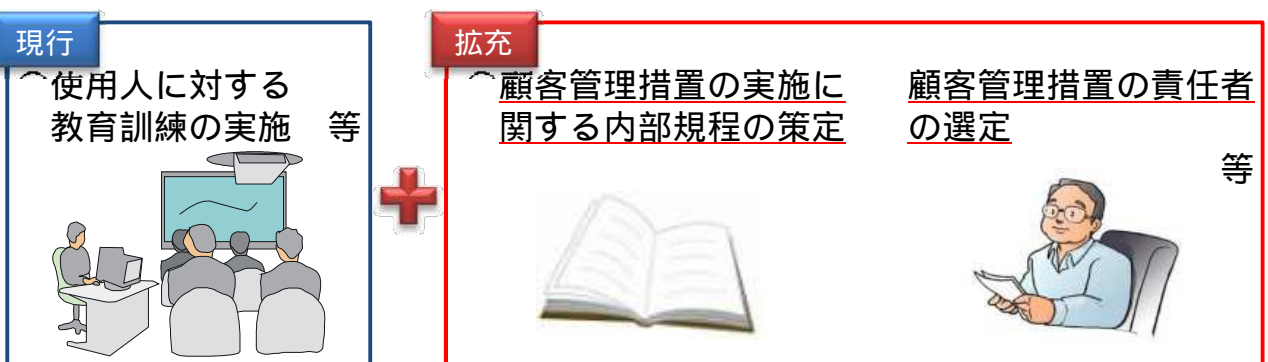 現行
使用人に対する
教育訓練の実施 等
拡充
顧客管理措置の実施に
関する内部規程の策定
顧客管理措置の責任者
の選定
等